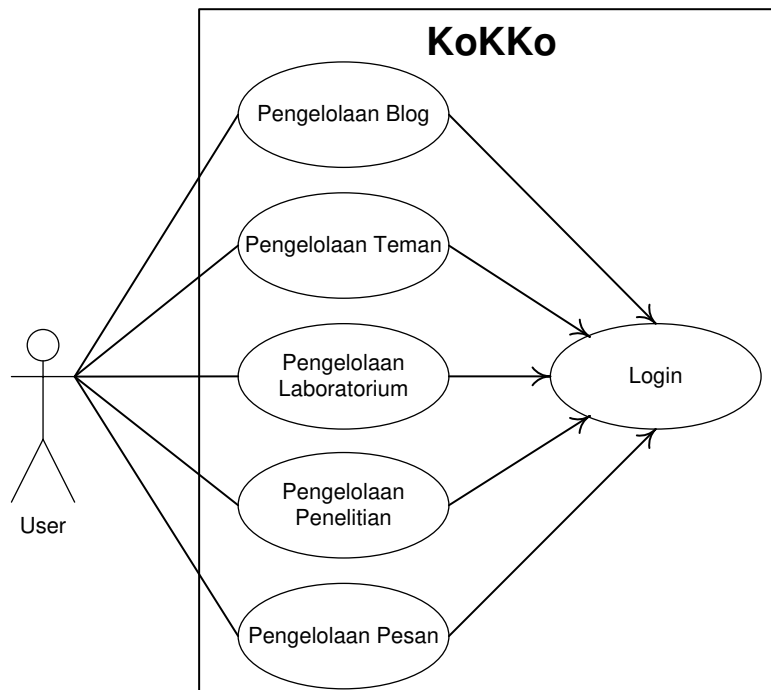 KoKKo
Pengelolaan Blog
Pengelolaan Teman
Pengelolaan
Laboratorium
Login
Pengelolaan
Penelitian
User
Pengelolaan Pesan